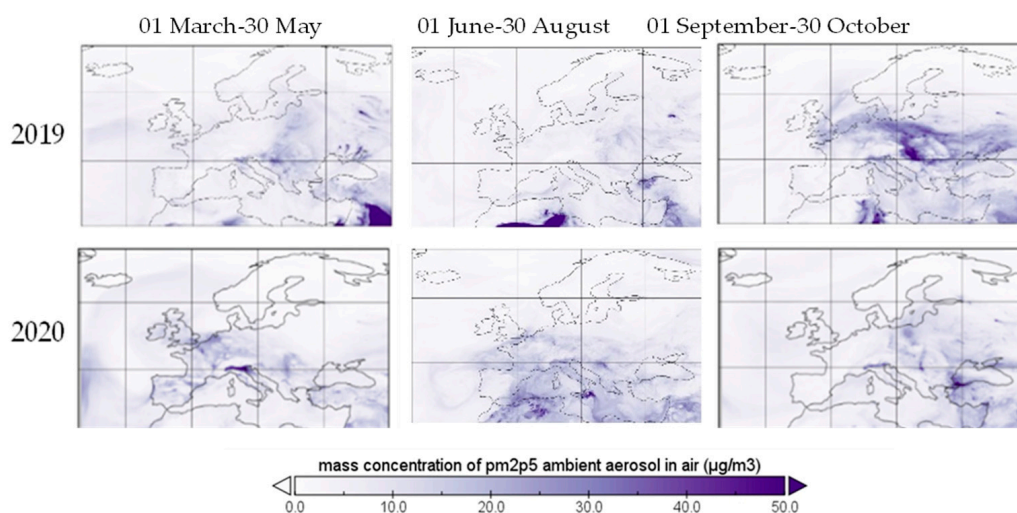 01 March-30 May 01 June-30 August 01 September-30 October
2019
2020
mass concentration of pm2p5 ambient aerosol in air (µg/m3)
0.0 10.0 20.0 30.0 40.0 50.0